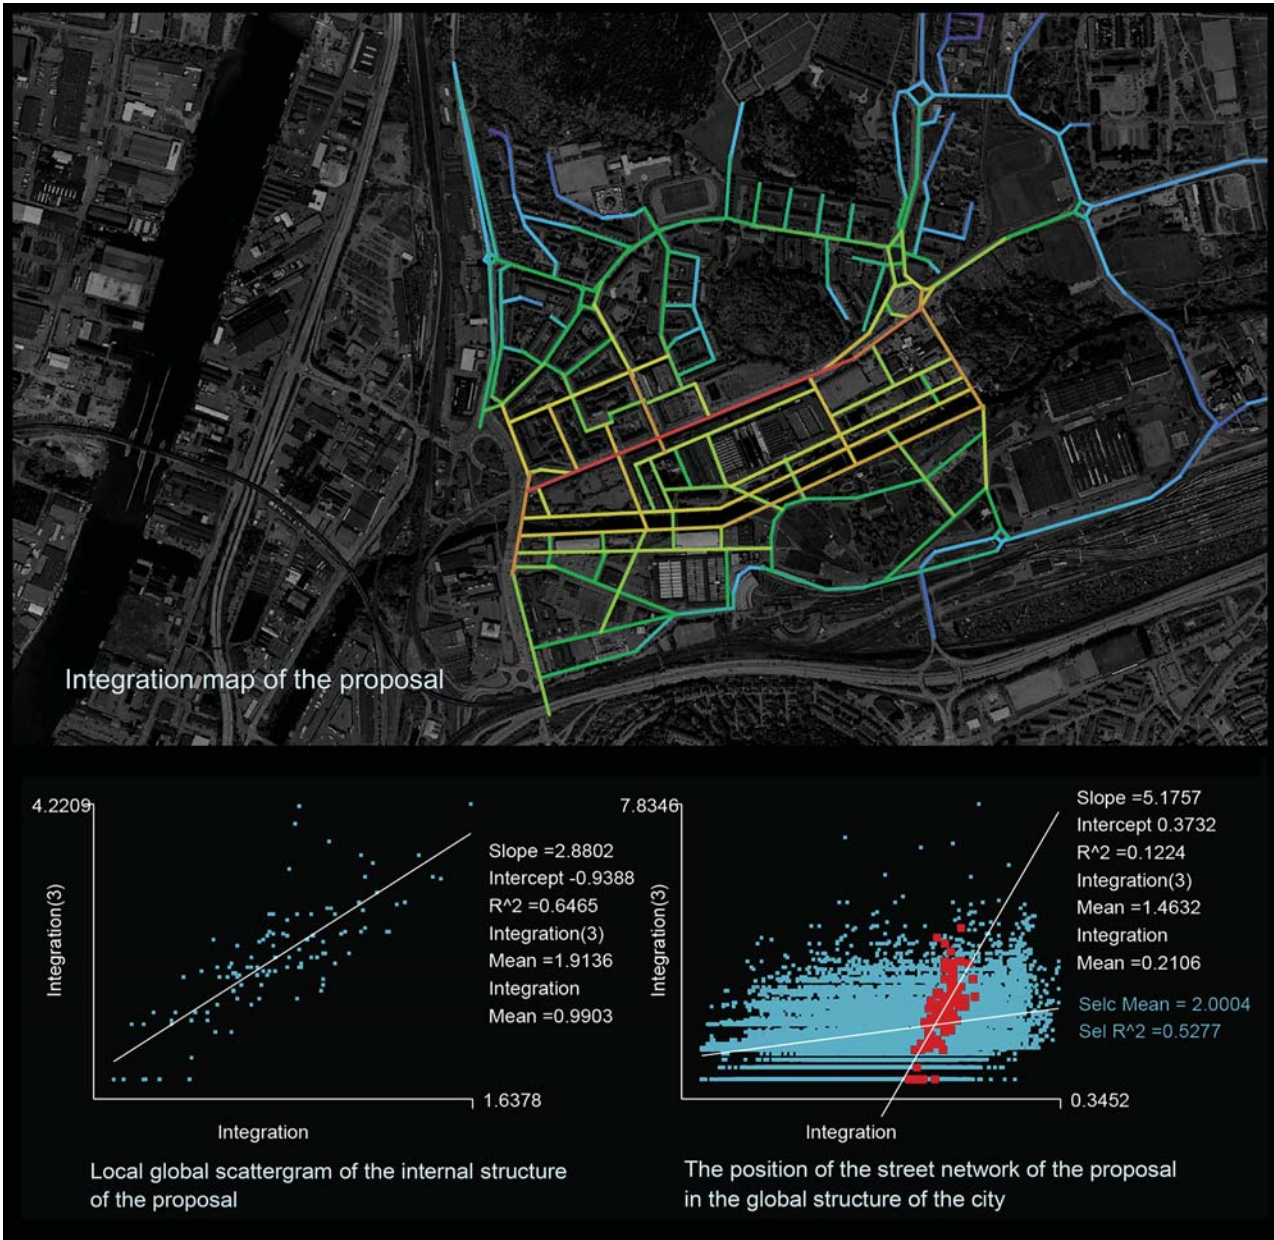 Integration map of the proposal
4.2209
Integration(3)
Slope =2.8802
Intercept -0.9388
R^2 =0.6465
Integration(3)
Mean =1.9136
Integration
Mean =0.9903
1.6378
Integration
Local global scattergram of the internal structure
of the proposal
7.8346
Integration(3)
Slope =5.1757
Intercept 0.3732
R^2 =0.1224
Integration(3)
Mean =1.4632
Integration
Mean =0.2106
Selc Mean = 2.0004
Sel R^2 =0.5277
0.3452
Integration
The position of the street network of the proposal
in the global structure of the city